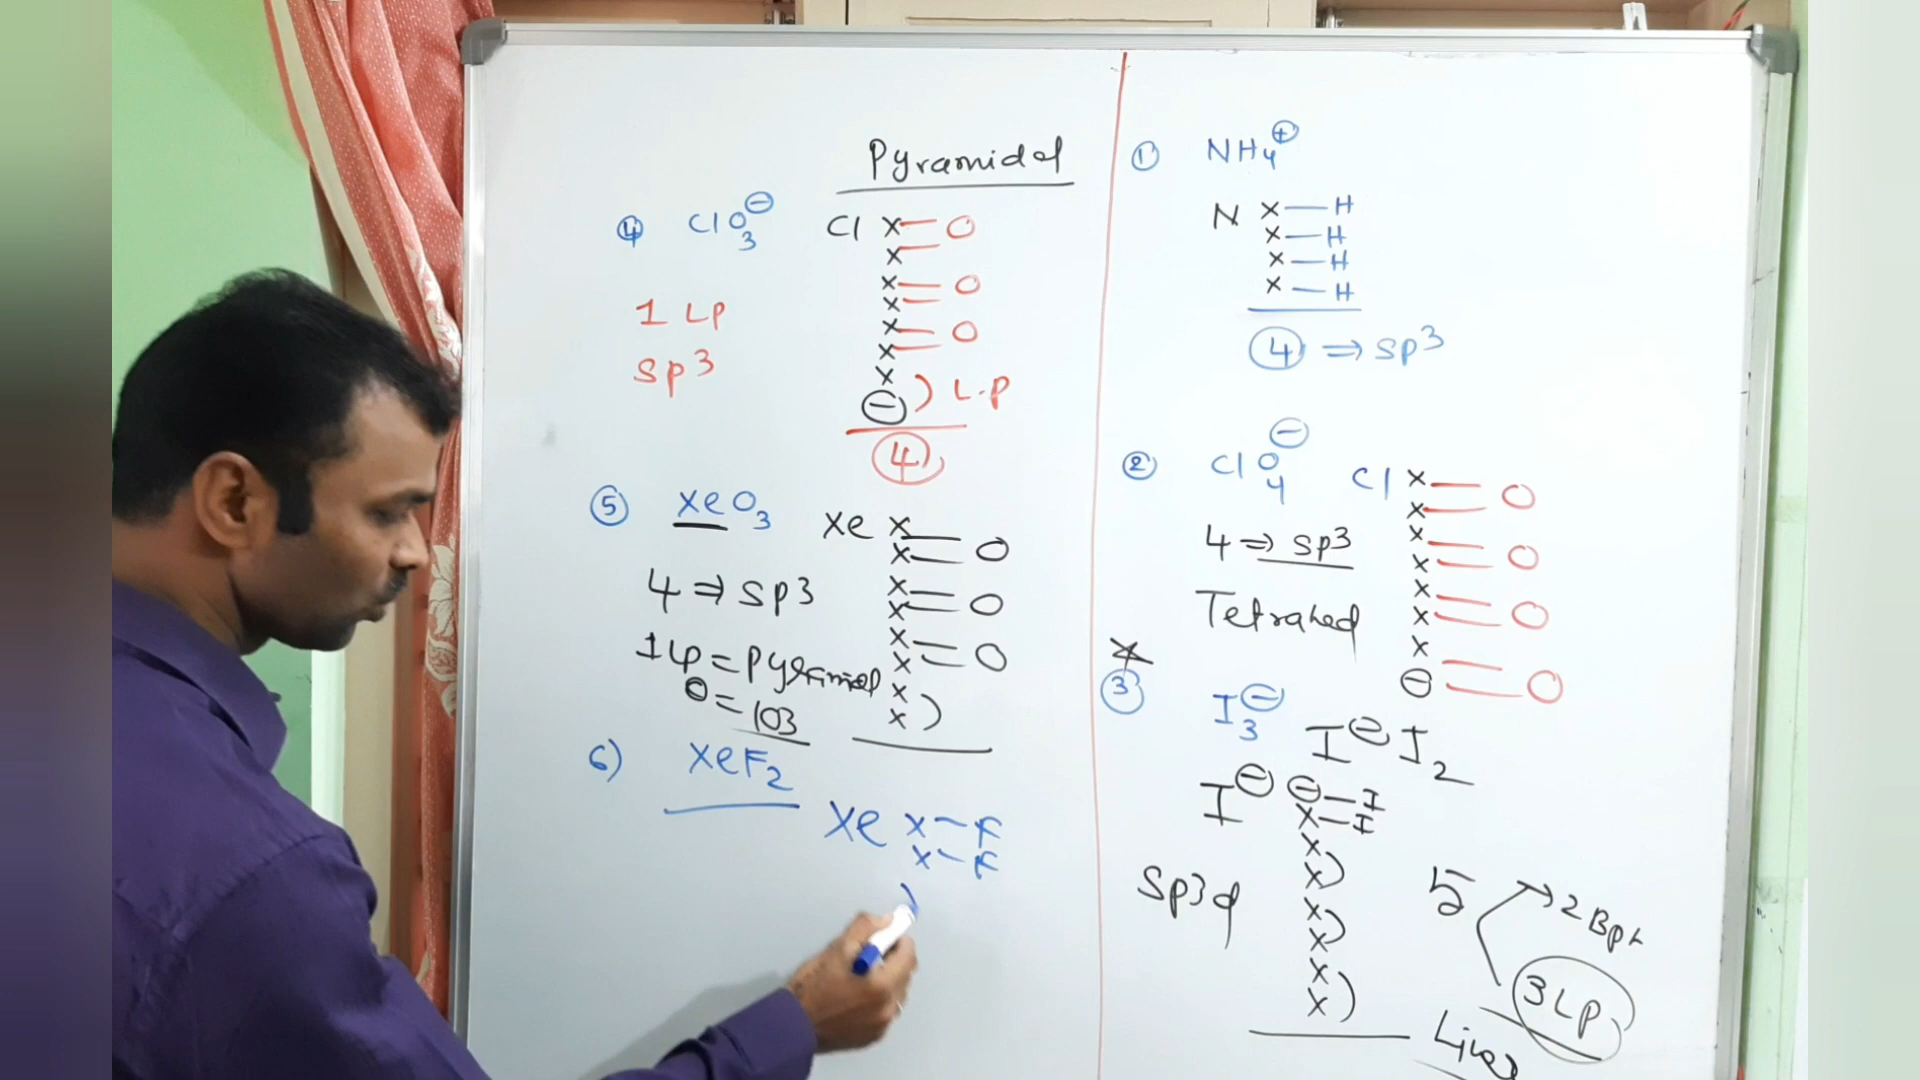 Pyramidal
④ ClO3⊖
Cl x=O
x
x=O
x
x=O
x
x
⊖) L.P
④
1 LP
sp3
⑤ XeO3
Xe x
x=O
x
x=O
x
x=O
x
x)
4 ⇒ sp3
1 LP = Pyramidal
θ = 103
6) XeF2
Xe x–F
x–F
① NH4⊕
N x—H
x—H
x—H
x—H
④ ⇒ sp3
② ClO4⊖
Cl x=O
x
x
x=O
x
x=O
x
⊖=O
4 ⇒ sp3
Tetrahed
③ I3⊖
I⊖ I2
I⊖ ⊖–I
x–I
x
x)
x
x)
x
x)
sp3d
5 → 2 Bpr
3 LP